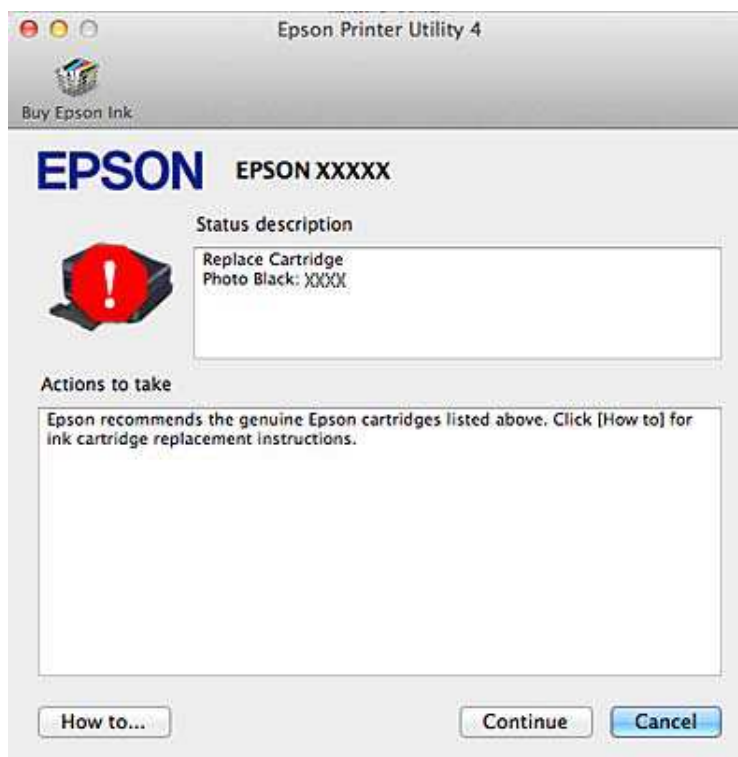 Epson Printer Utility 4
Buy Epson Ink
EPSON EPSON XXXXX
Status description
Replace Cartridge
Photo Black: XXXX
Actions to take
Epson recommends the genuine Epson cartridges listed above. Click [How to] for
ink cartridge replacement instructions.
How to... Continue Cancel